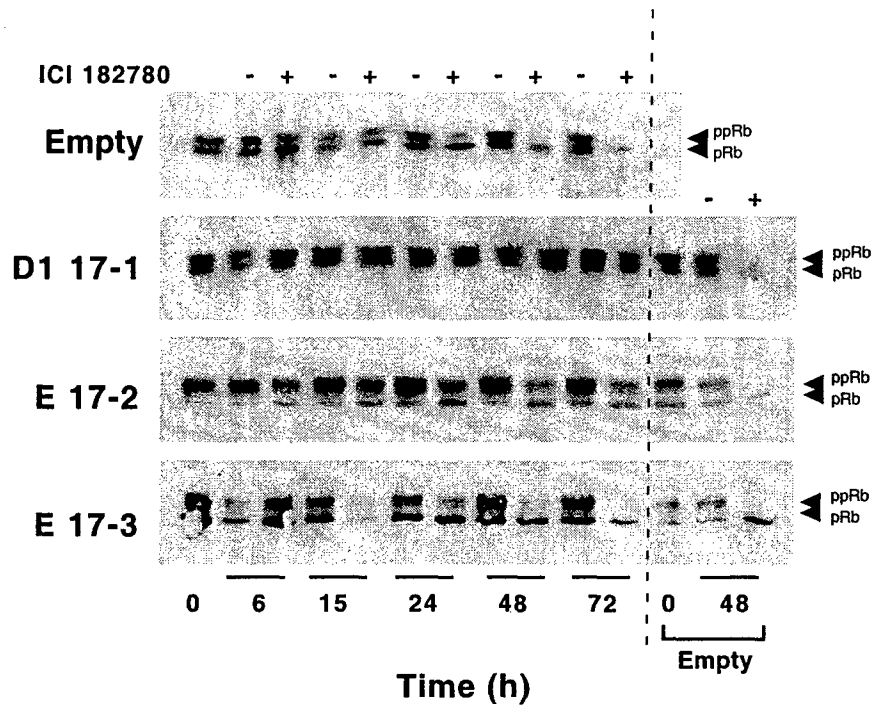 ICI 182780 - + - + - + - + - +
Empty
ppRb
pRb
- +
D1 17-1
ppRb
pRb
E 17-2
ppRb
pRb
E 17-3
ppRb
pRb
0 6 15 24 48 72 0 48
Empty
Time (h)